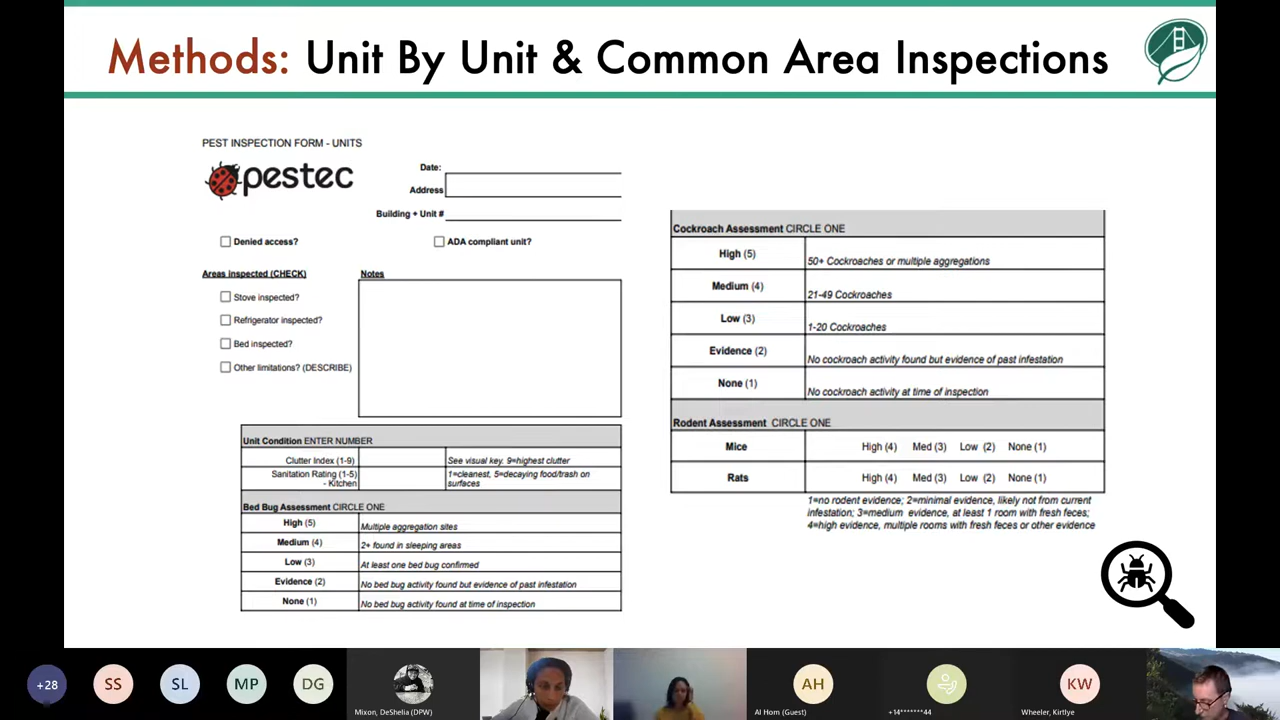 Methods: Unit By Unit & Common Area Inspections
PEST INSPECTION FORM - UNITS
pestec
Date:
Address
Building + Unit #
Denied access?
ADA compliant unit?
Areas inspected (CHECK)
Notes
Stove inspected?
Refrigerator inspected?
Bed inspected?
Other limitations? (DESCRIBE)
Unit Condition ENTER NUMBER
Clutter Index (1-9)
See visual key. 9=highest clutter
Sanitation Rating (1-5)
- Kitchen
1=cleanest, 5=decaying food/trash on
surfaces
Bed Bug Assessment CIRCLE ONE
High (5)
Multiple aggregation sites
Medium (4)
2+ found in sleeping areas
Low (3)
At least one bed bug confirmed
Evidence (2)
No bed bug activity found but evidence of past infestation
None (1)
No bed bug activity found at time of inspection
Cockroach Assessment CIRCLE ONE
High (5)
50+ Cockroaches or multiple aggregations
Medium (4)
21-49 Cockroaches
Low (3)
1-20 Cockroaches
Evidence (2)
No cockroach activity found but evidence of past infestation
None (1)
No cockroach activity at time of inspection
Rodent Assessment CIRCLE ONE
Mice
High (4) Med (3) Low (2) None (1)
Rats
High (4) Med (3) Low (2) None (1)
1=no rodent evidence; 2=minimal evidence, likely not from current
infestation; 3=medium evidence, at least 1 room with fresh feces;
4=high evidence, multiple rooms with fresh feces or other evidence
+28
SS
SL
MP
DG
Mixon, DeShelia (DPW)
AH
Al Hom (Guest)
+14*******44
KW
Wheeler, Kirtlye